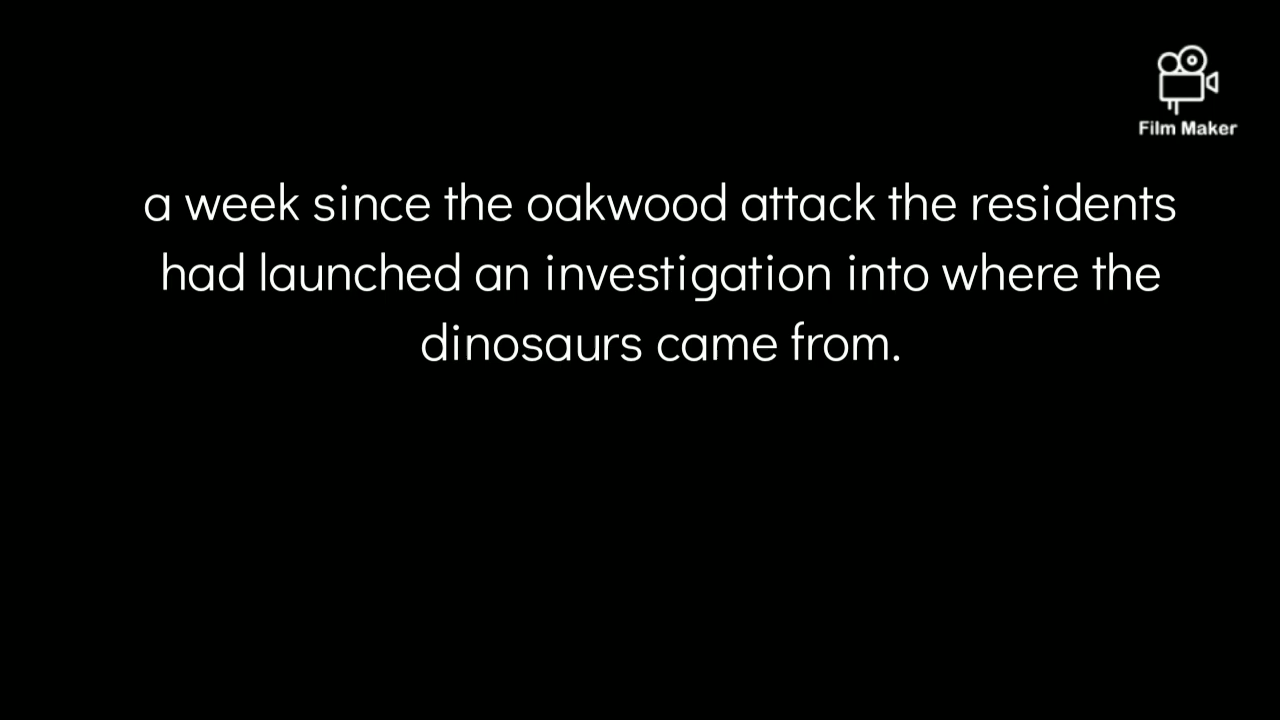 Film Maker
a week since the oakwood attack the residents
had launched an investigation into where the
dinosaurs came from.